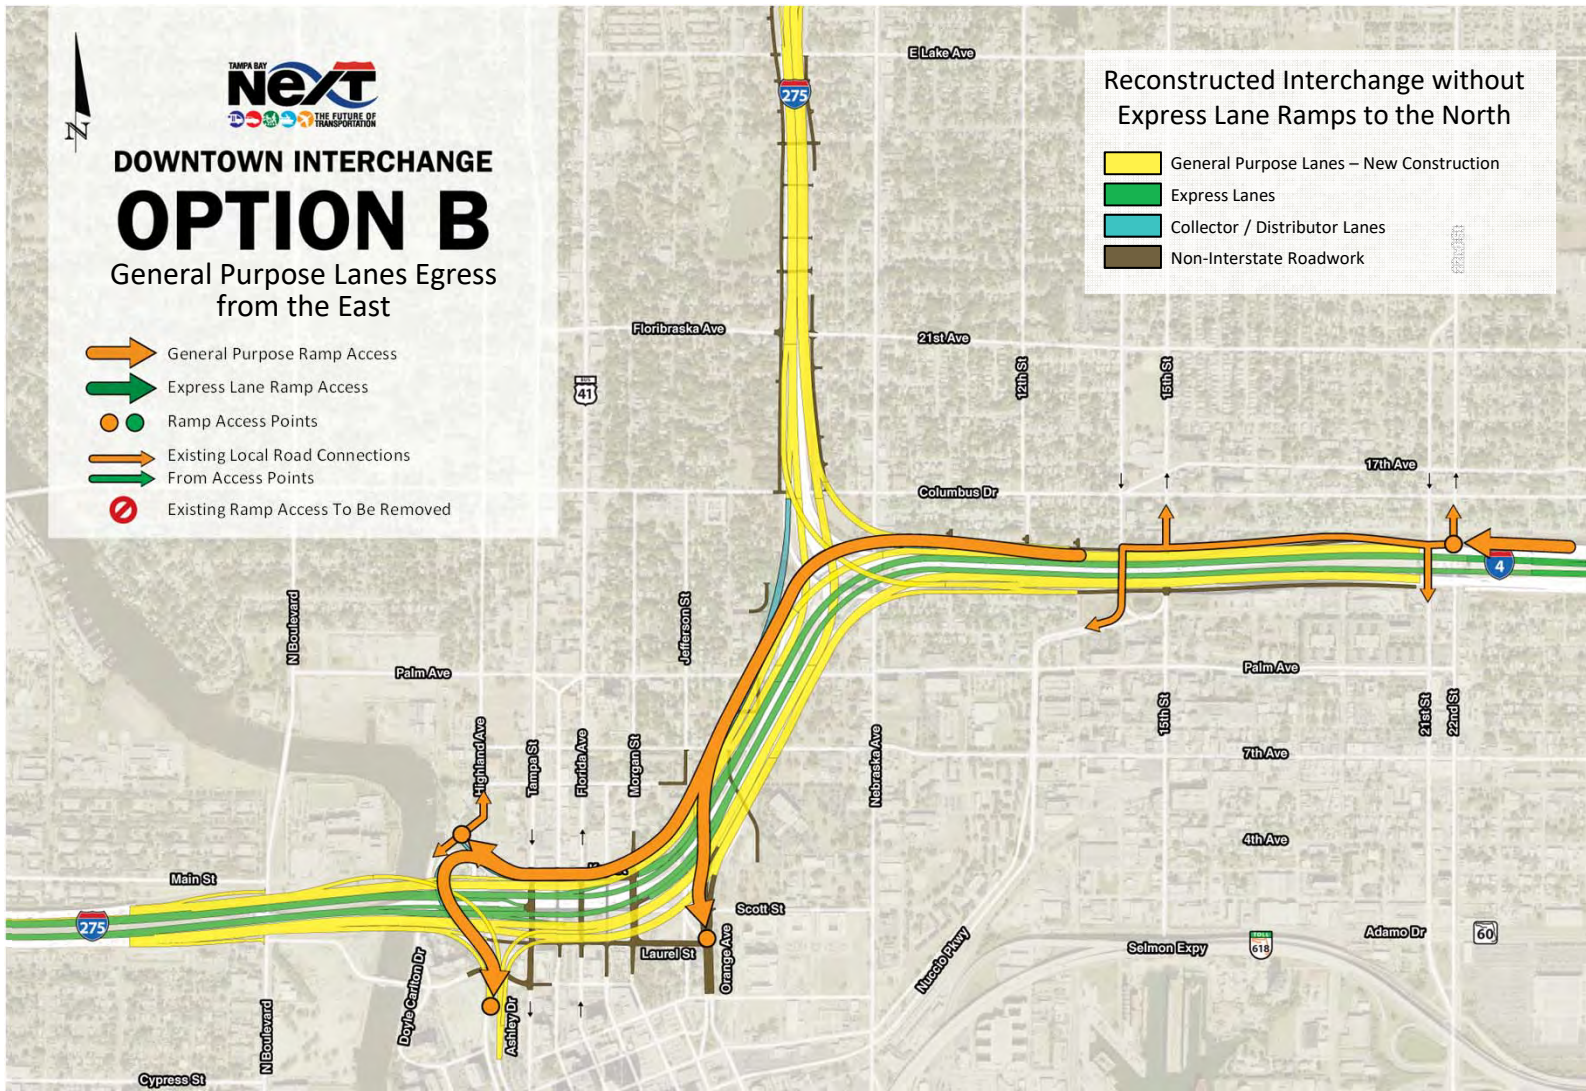 TAMPA BAY
NEXT
THE FUTURE OF
TRANSPORTATION
N
DOWNTOWN INTERCHANGE
OPTION B
General Purpose Lanes Egress
from the East
General Purpose Ramp Access
Express Lane Ramp Access
Ramp Access Points
Existing Local Road Connections
From Access Points
Existing Ramp Access To Be Removed
Reconstructed Interchange without
Express Lane Ramps to the North
General Purpose Lanes – New Construction
Express Lanes
Collector / Distributor Lanes
Non-Interstate Roadwork
E Lake Ave
275
Floribraska Ave
21st Ave
12th St
15th St
41
17th Ave
Columbus Dr
4
N Boulevard
Jefferson St
Palm Ave
Palm Ave
Highland Ave
Tampa St
Florida Ave
Morgan St
Nebraska Ave
15th St
21st St
22nd St
7th Ave
4th Ave
Main St
275
Scott St
Laurel St
Orange Ave
Nuccio Pkwy
Selmon Expy
TOLL
618
Adamo Dr
60
Doyle Carlton Dr
Ashley Dr
N Boulevard
Cypress St